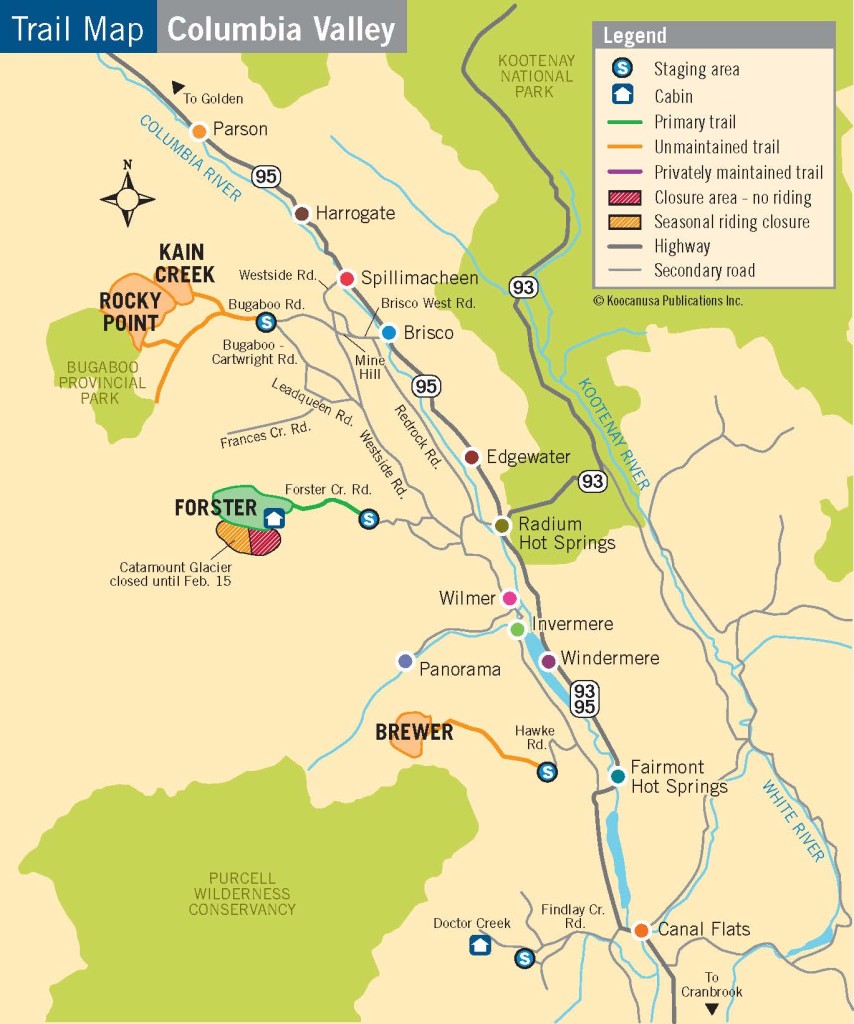 Trail Map Columbia Valley
Legend
Staging area
Cabin
Primary trail
Unmaintained trail
Privately maintained trail
Closure area - no riding
Seasonal riding closure
Highway
Secondary road
© Koocanusa Publications Inc.
KOOTENAY
NATIONAL
PARK
To Golden
Parson
COLUMBIA RIVER
95
N
Harrogate
KAIN
CREEK
Westside Rd.
Spillimacheen
93
ROCKY
POINT
Bugaboo Rd.
Brisco West Rd.
S
Brisco
Bugaboo -
Cartwright Rd.
Mine
Hill
BUGABOO
PROVINCIAL
PARK
95
Leadqueen Rd.
Redrock Rd.
KOOTENAY RIVER
Frances Cr. Rd.
Westside Rd.
Edgewater
93
Forster Cr. Rd.
FORSTER
S
Radium
Hot Springs
Catamount Glacier
closed until Feb. 15
Wilmer
Invermere
Panorama
Windermere
93
95
BREWER
Hawke
Rd.
S
Fairmont
Hot Springs
WHITE RIVER
PURCELL
WILDERNESS
CONSERVANCY
Doctor Creek
Findlay Cr.
Rd.
S
Canal Flats
To
Cranbrook
S